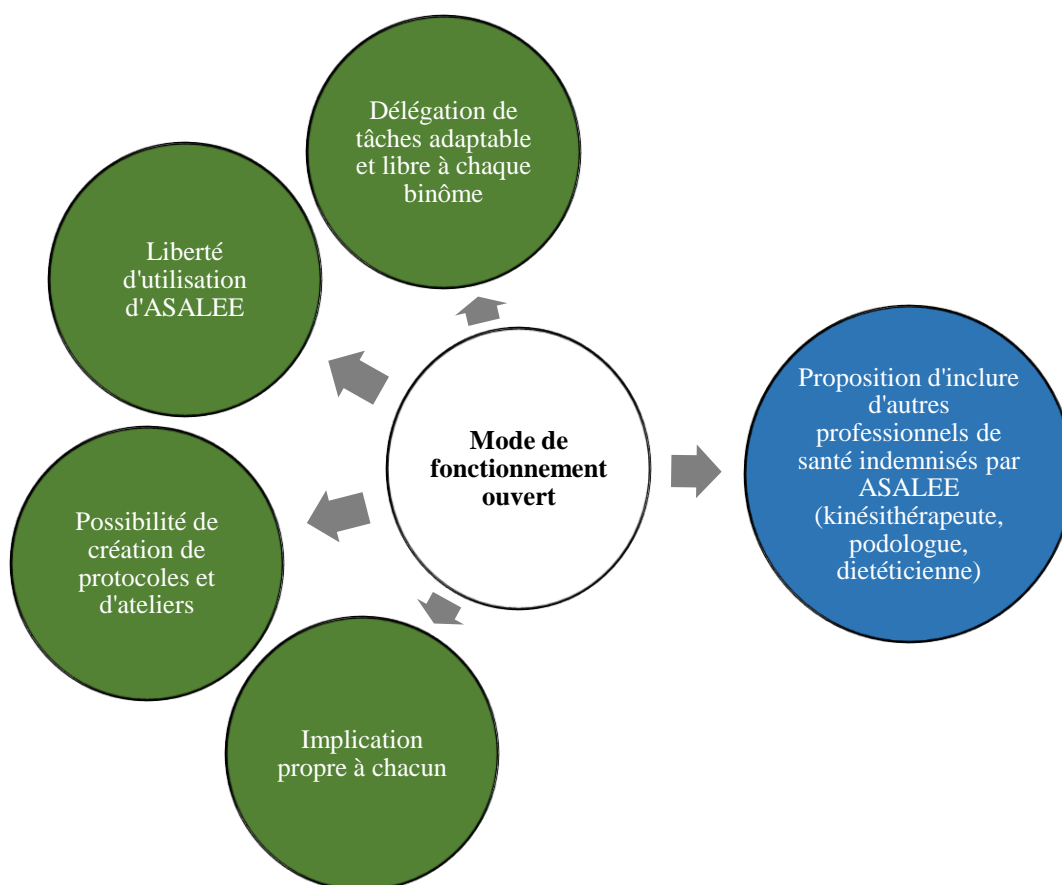 Délégation de
tâches adaptable
et libre à chaque
binôme
Liberté
d'utilisation
d'ASALEE
Mode de
fonctionnement
ouvert
Proposition d'inclure
d'autres
professionnels de
santé indemnisés par
ASALEE
(kinésithérapeute,
podologue,
dietéticienne)
Possibilité de
création de
protocoles et
d'ateliers
Implication
propre à chacun